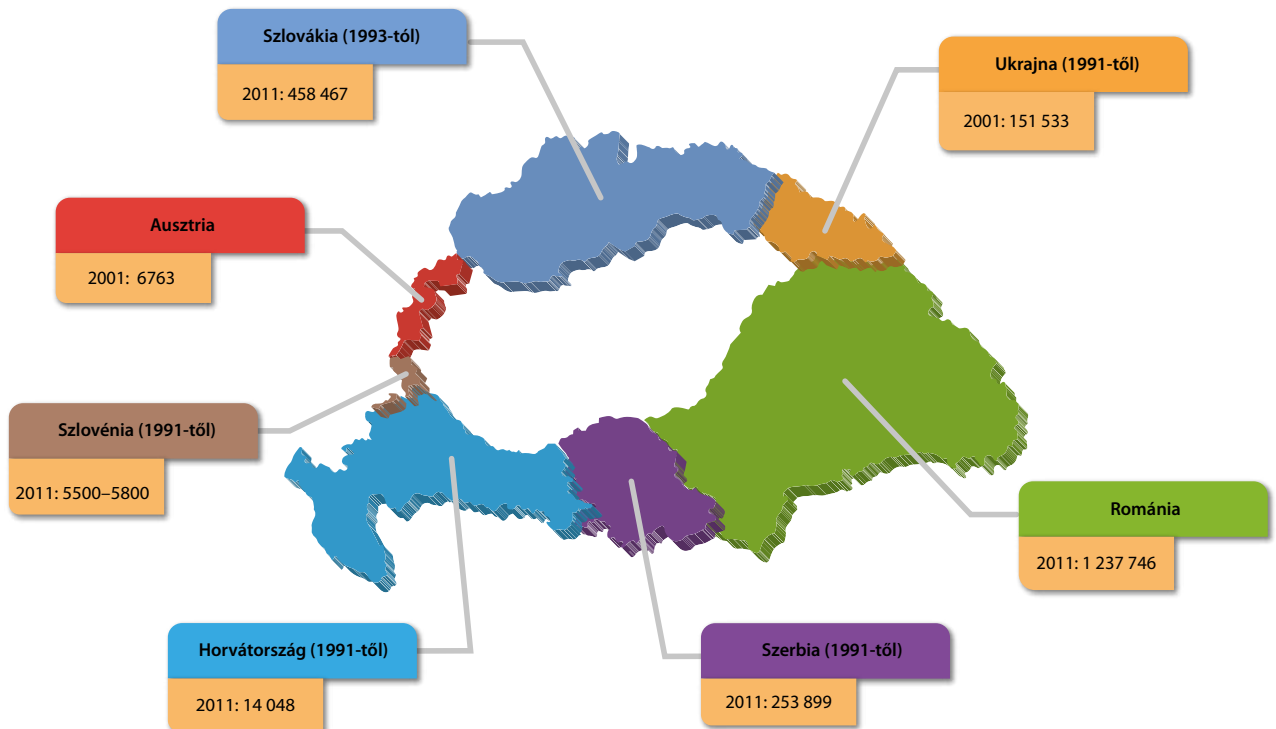 Szlovákia (1993-tól)
2011: 458 467
Ukrajna (1991-től)
2001: 151 533
Ausztria
2001: 6763
Szlovénia (1991-től)
2011: 5500–5800
Románia
2011: 1 237 746
Horvátország (1991-től)
2011: 14 048
Szerbia (1991-től)
2011: 253 899